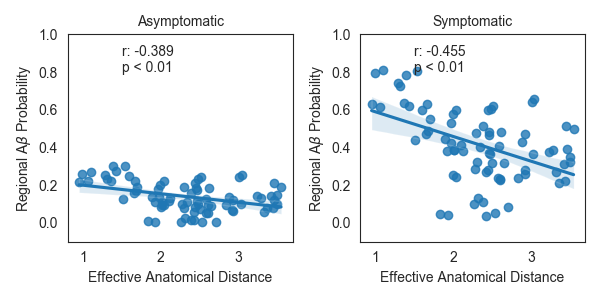 Asymptomatic
r: -0.389
p < 0.01
Regional Aβ Probability
1.0
0.8
0.6
0.4
0.2
0.0
1 2 3
Effective Anatomical Distance
Symptomatic
r: -0.455
p < 0.01
Regional Aβ Probability
1.0
0.8
0.6
0.4
0.2
0.0
1 2 3
Effective Anatomical Distance